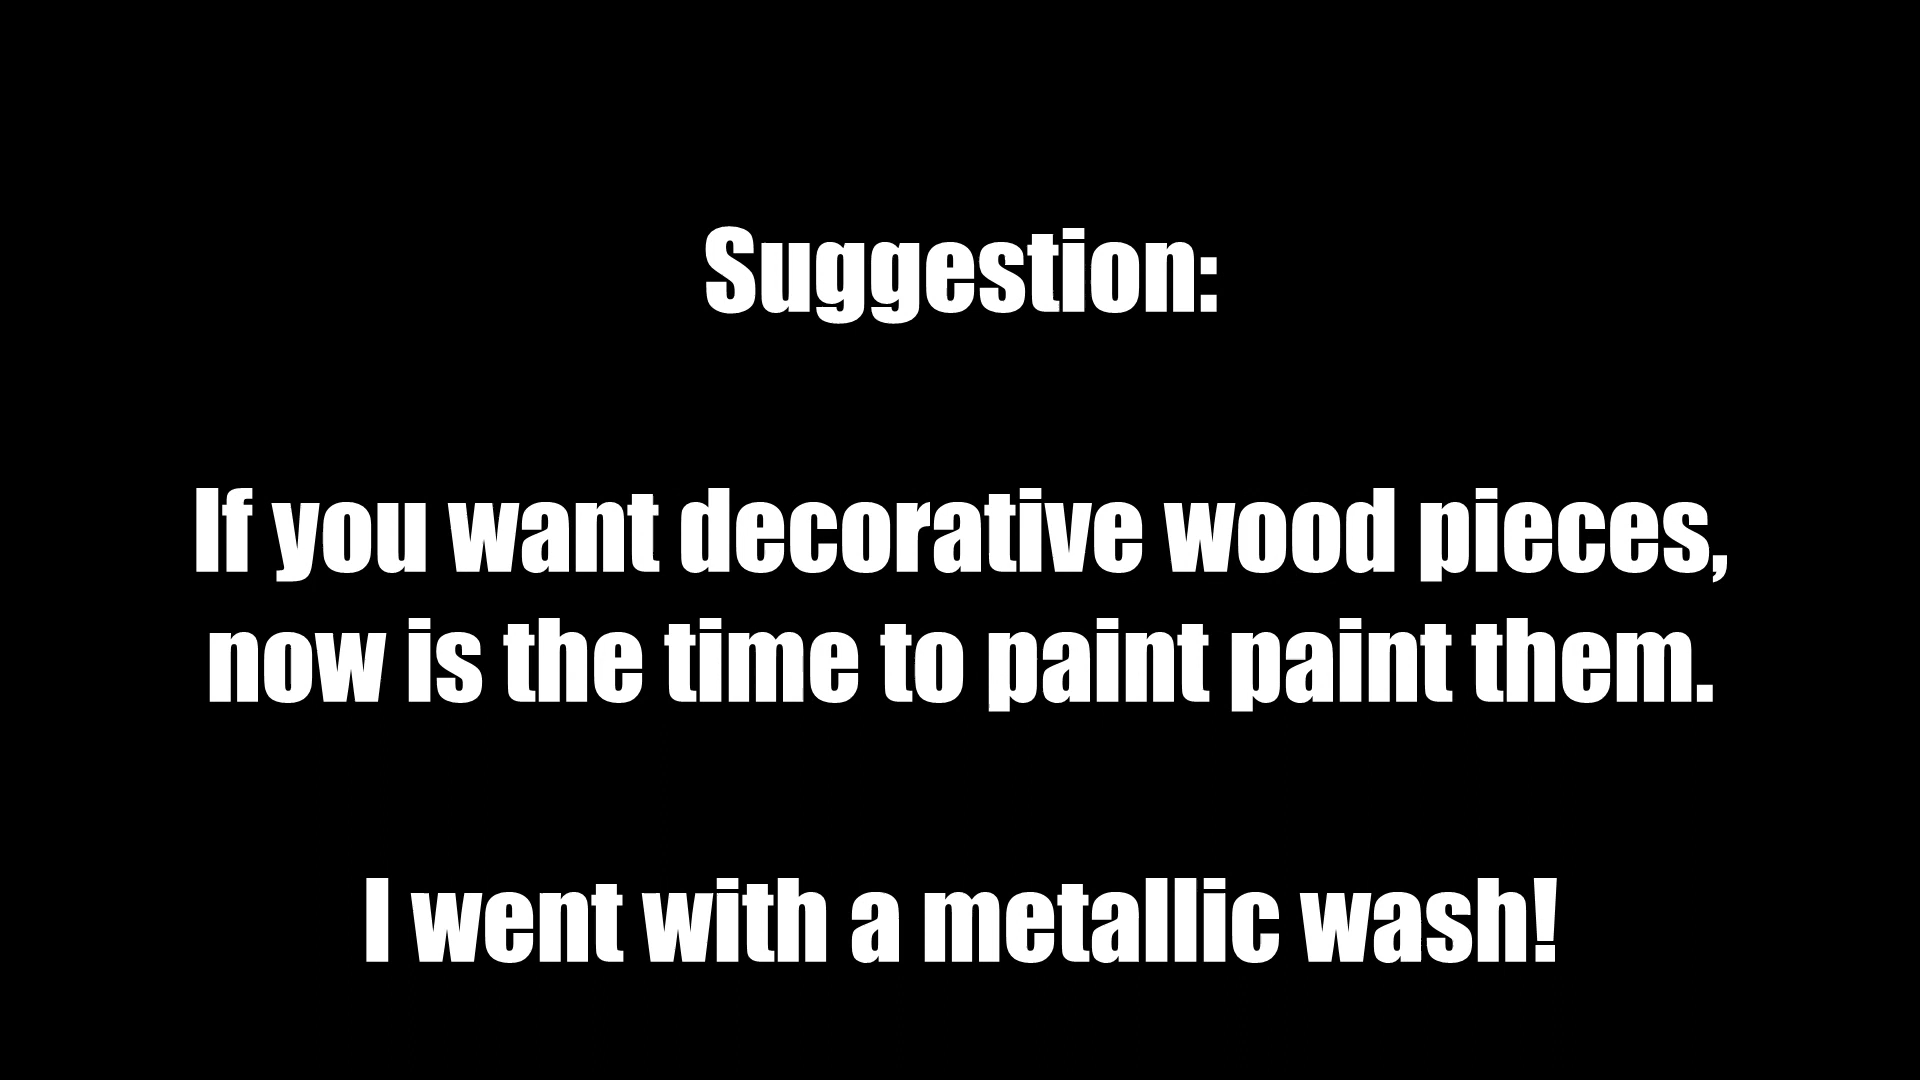 Suggestion:
If you want decorative wood pieces,
now is the time to paint paint them.
I went with a metallic wash!